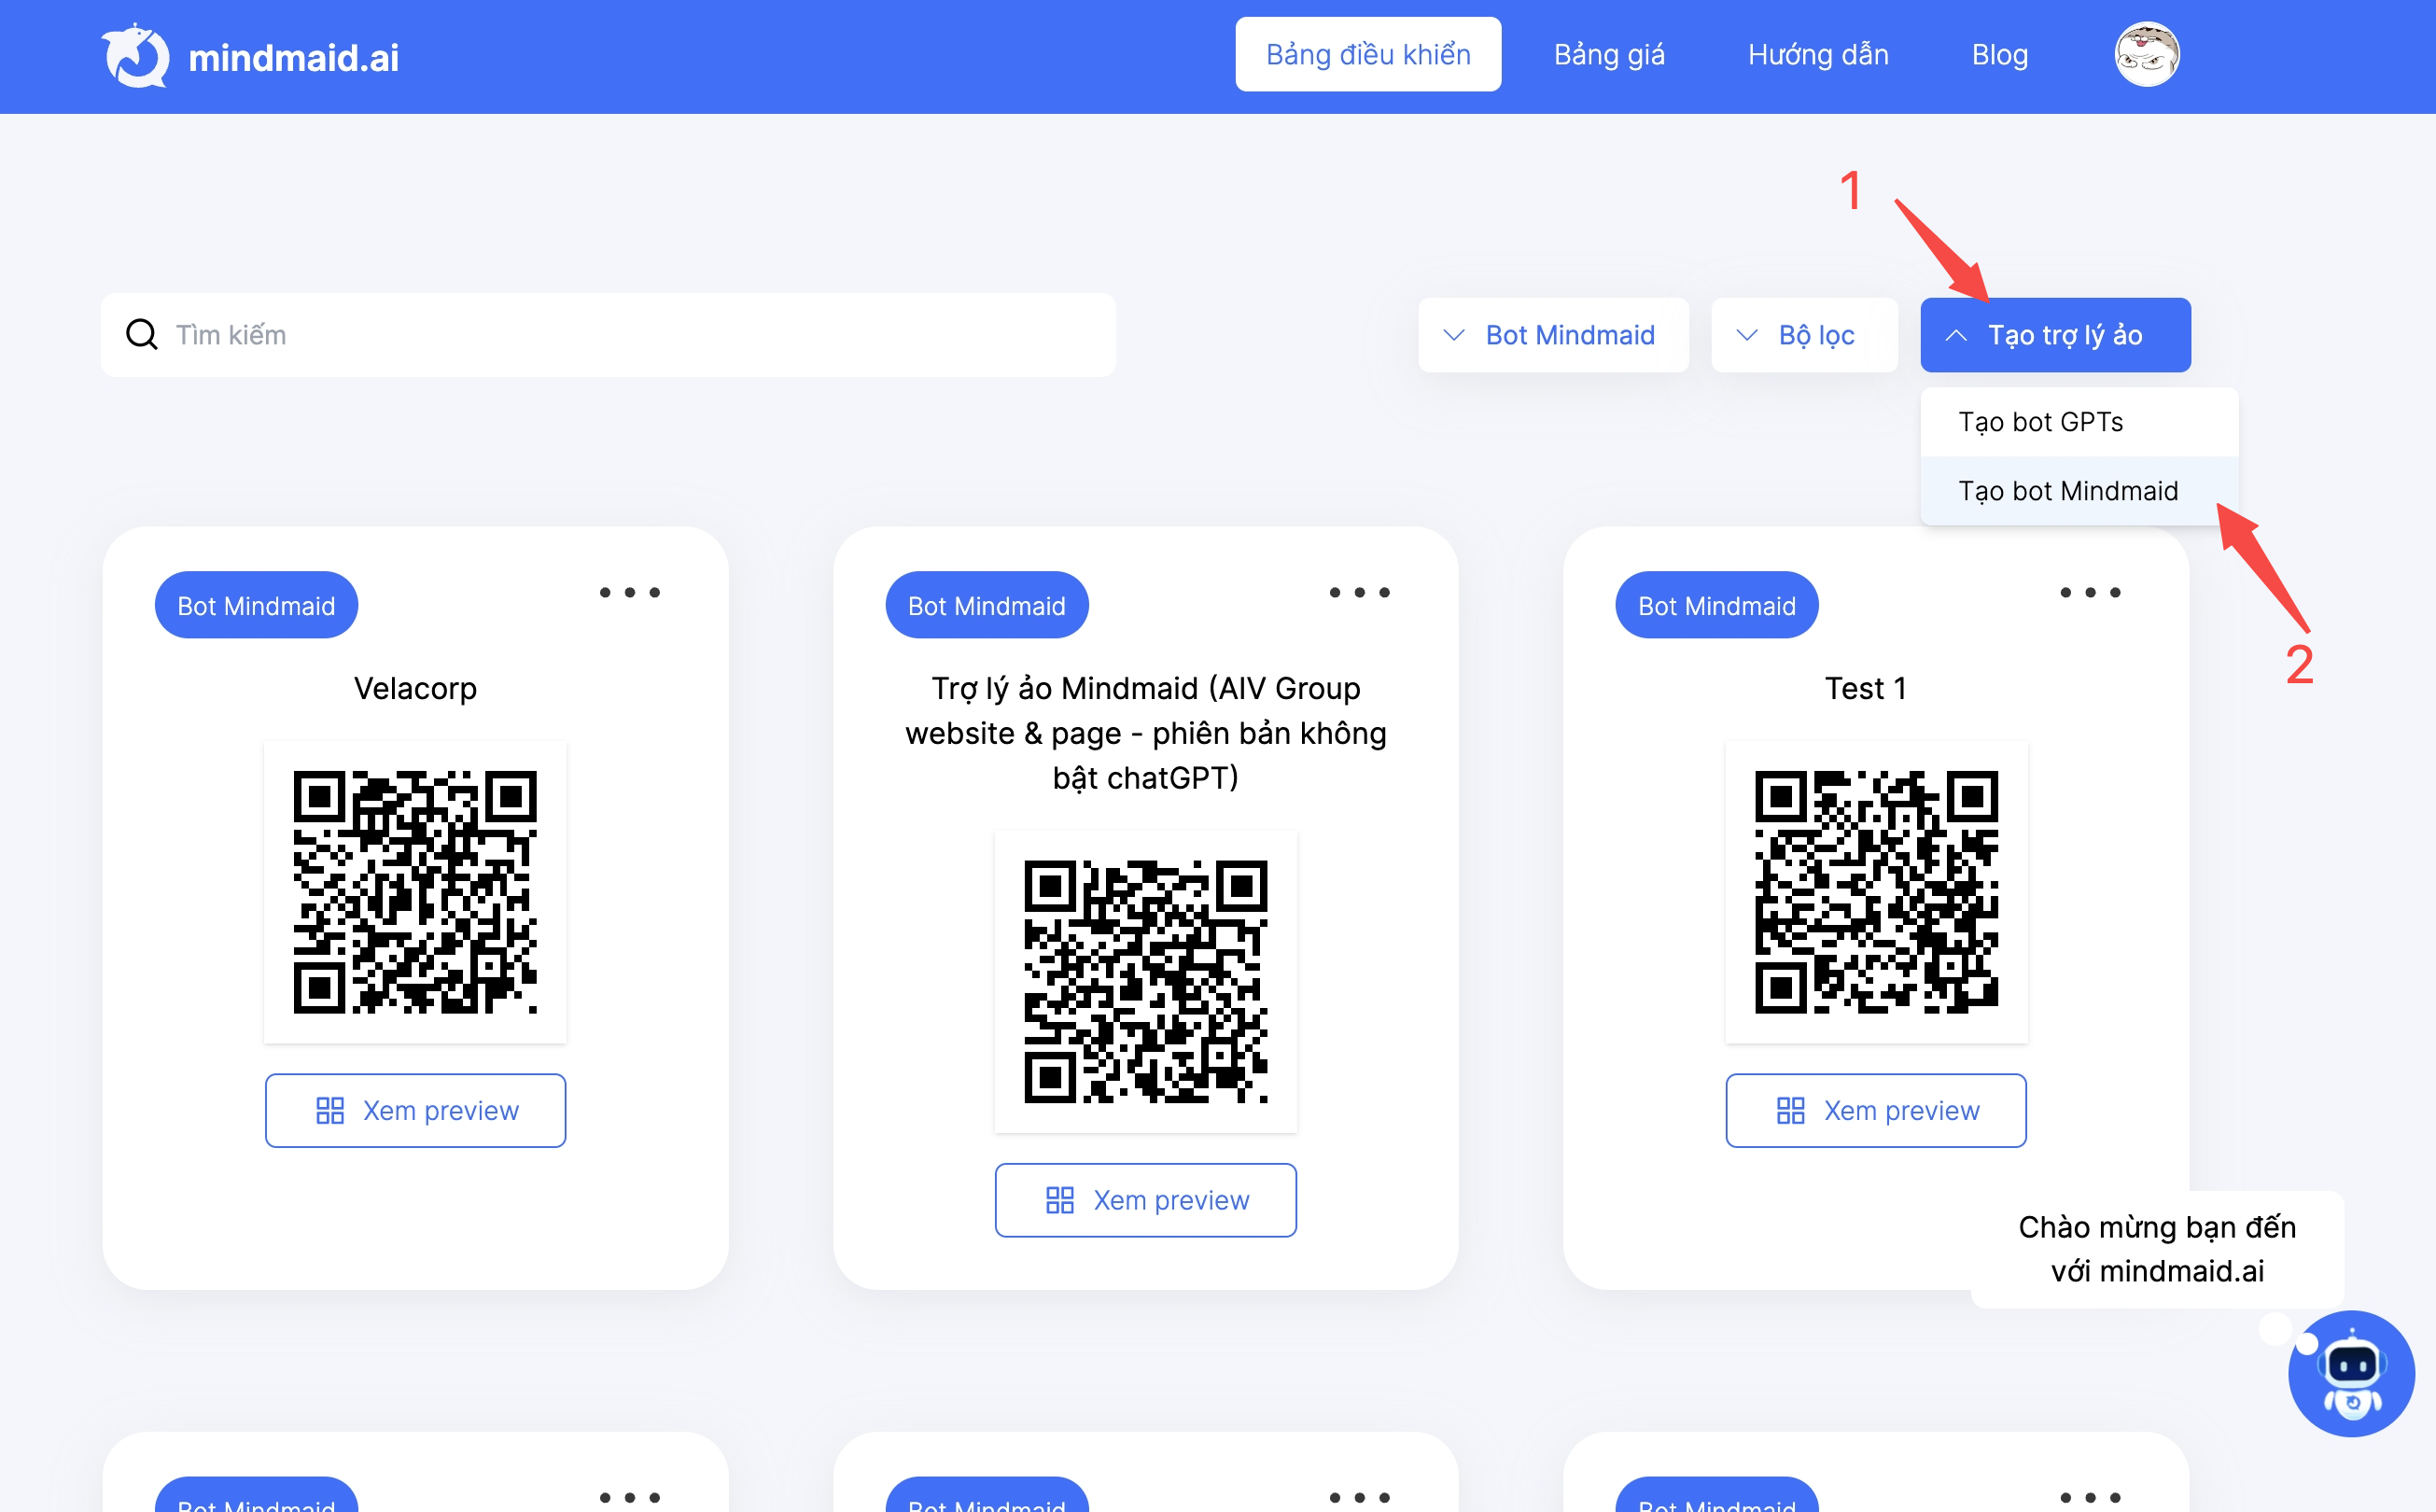 mindmaid.ai
Bảng điều khiển
Bảng giá
Hướng dẫn
Blog
1
Tìm kiếm
Bot Mindmaid
Bộ lọc
Tạo trợ lý ảo
Tạo bot GPTs
Tạo bot Mindmaid
2
Bot Mindmaid
Velacorp
Xem preview
Bot Mindmaid
Trợ lý ảo Mindmaid (AIV Group
website & page - phiên bản không
bật chatGPT)
Xem preview
Bot Mindmaid
Test 1
Xem preview
Chào mừng bạn đến
với mindmaid.ai
Bot Mindmaid
Bot Mindmaid
Bot Mindmaid